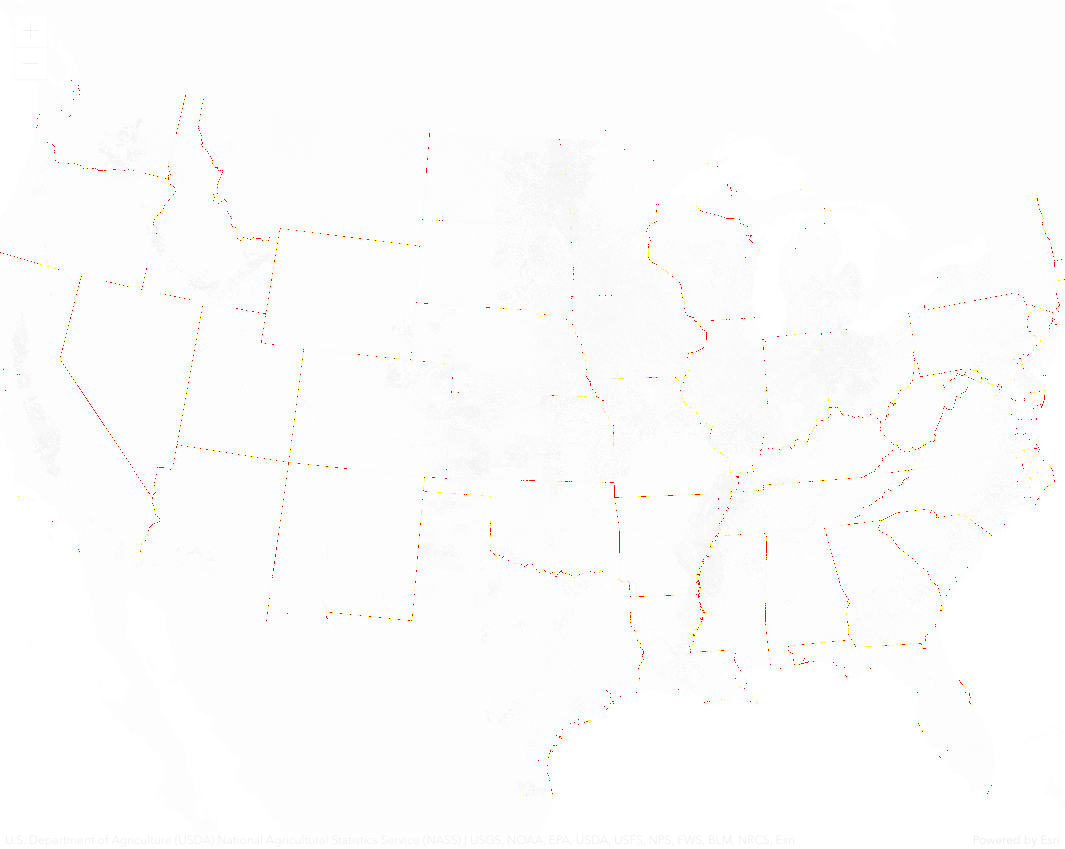 U.S. Department of Agriculture (USDA) National Agricultural Statistics Service (NASS) | USGS, NOAA, EPA, USDA, USFS, NPS, FWS, BLM, NRCS, Esri
Powered by Esri